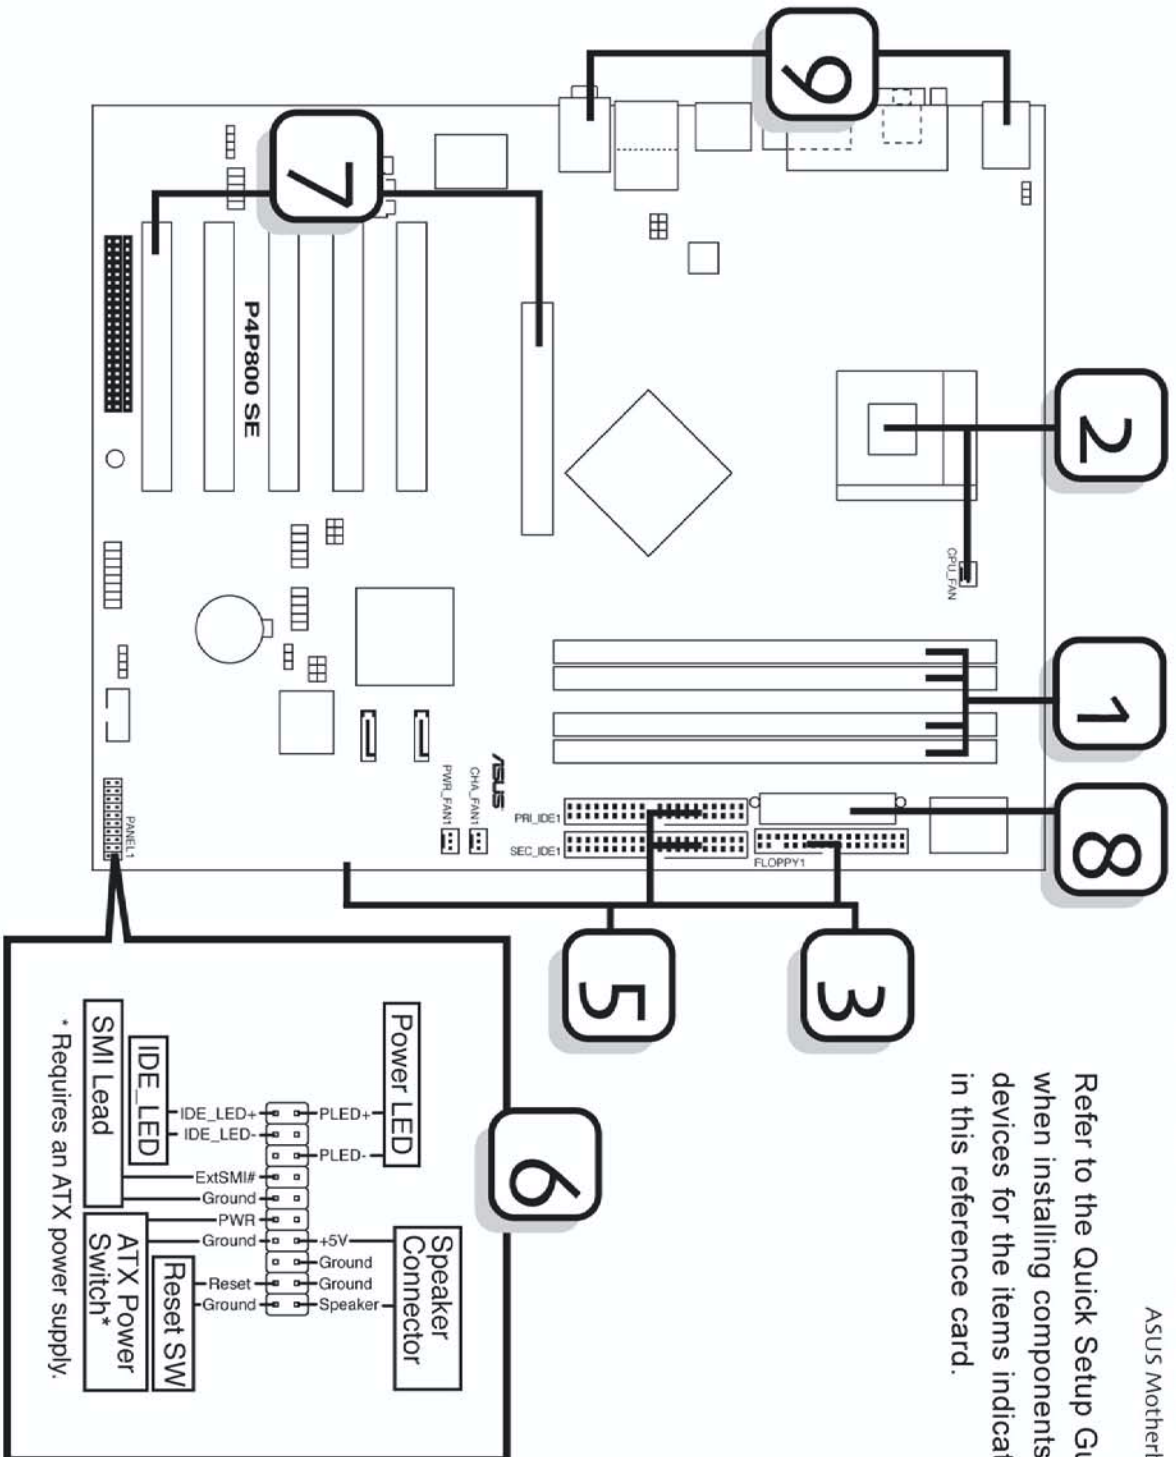 ASUS
Refer to the Quick Setup
when installing components
devices for the items
in this reference card.
9
7
2
1
8
5
3
6
P4P800 SE
CPU_FAN
ASUS
CHA_FAN1
PWR_FAN1
PRI_IDE1
SEC_IDE1
FLOPPY1
PANEL1
Power LED
Speaker
Connector
PLED+
PLED-
+5V
Ground
Ground
Speaker
IDE_LED+
IDE_LED-
ExtSMI#
Ground
PWR
Ground
Reset
Ground
IDE_LED
Reset SW
SMI Lead
ATX Power
Switch*
* Requires an ATX power supply.